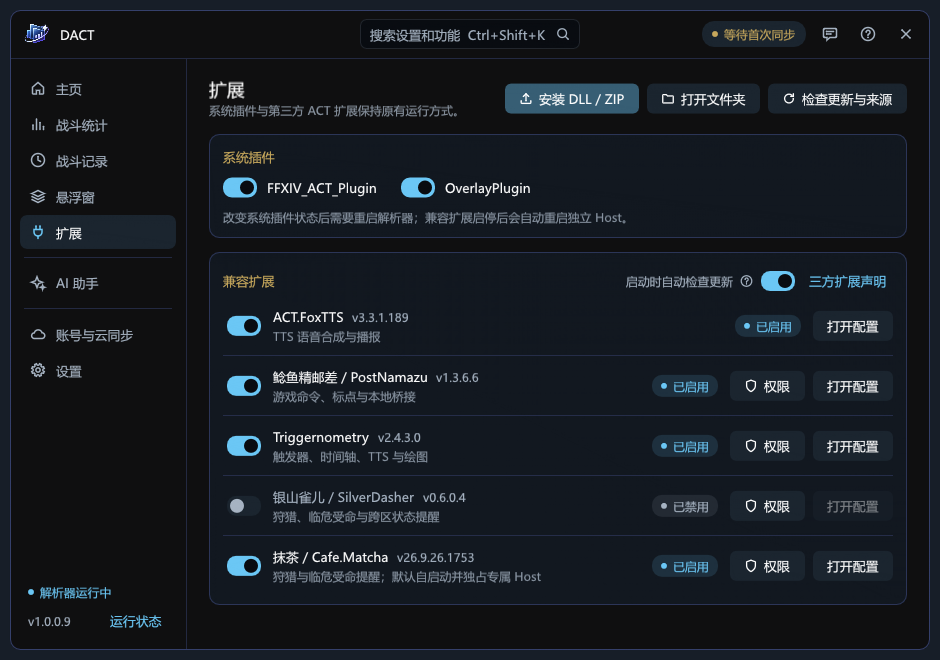 DACT
搜索设置和功能 Ctrl+Shift+K
等待首次同步
主页
战斗统计
战斗记录
悬浮窗
扩展
AI 助手
账号与云同步
设置
解析器运行中
v1.0.0.9 运行状态
扩展
系统插件与第三方 ACT 扩展保持原有运行方式。
安装 DLL / ZIP
打开文件夹
检查更新与来源
系统插件
FFXIV_ACT_Plugin OverlayPlugin
改变系统插件状态后需要重启解析器；兼容扩展启停后会自动重启独立 Host。
兼容扩展 启动时自动检查更新 三方扩展声明
ACT.FoxTTS v3.3.1.189
TTS 语音合成与播报
已启用 打开配置
鲶鱼精邮差 / PostNamazu v1.3.6.6
游戏命令、标点与本地桥接
已启用 权限 打开配置
Triggernometry v2.4.3.0
触发器、时间轴、TTS 与绘图
已启用 权限 打开配置
银山雀儿 / SilverDasher v0.6.0.4
狩猎、临危受命与跨区状态提醒
已禁用 权限 打开配置
抹茶 / Cafe.Matcha v26.9.26.1753
狩猎与临危受命提醒；默认自启动并独占专属 Host
已启用 权限 打开配置